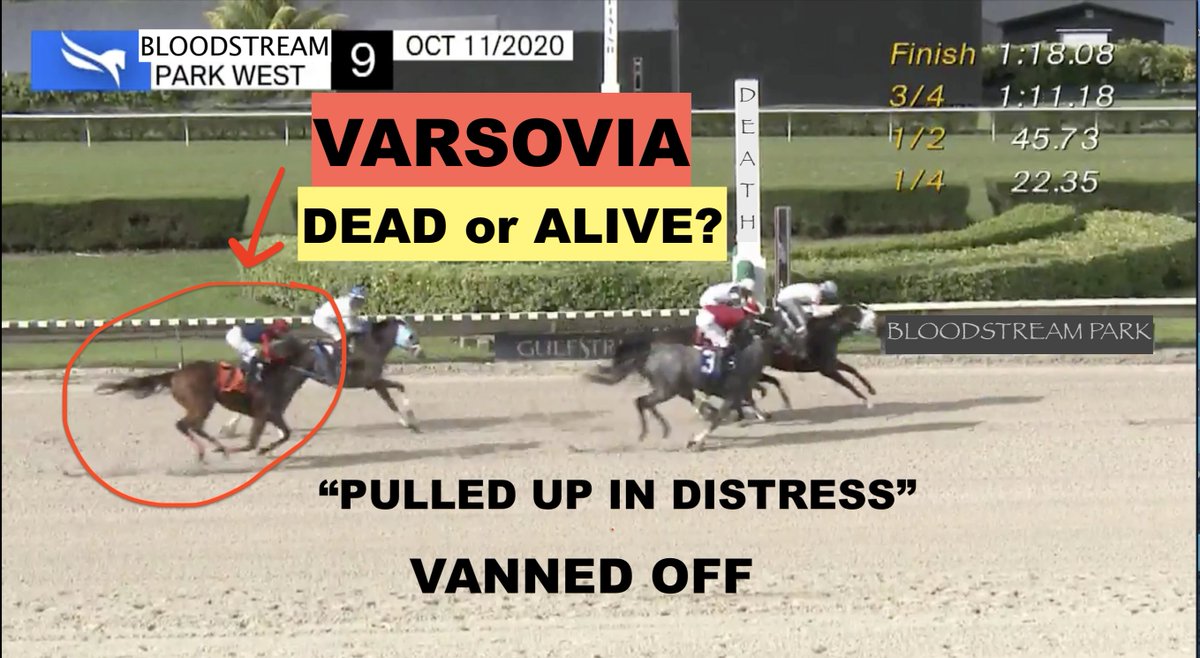 BLOODSTREAM
PARK WEST
9
OCT 11/2020
Finish 1:18.08
3/4 1:11.18
1/2 45.73
1/4 22.35
VARSOVIA
DEAD or ALIVE?
DEATH
BLOODSTREAM PARK
GULFSTR
3
“PULLED UP IN DISTRESS”
VANNED OFF